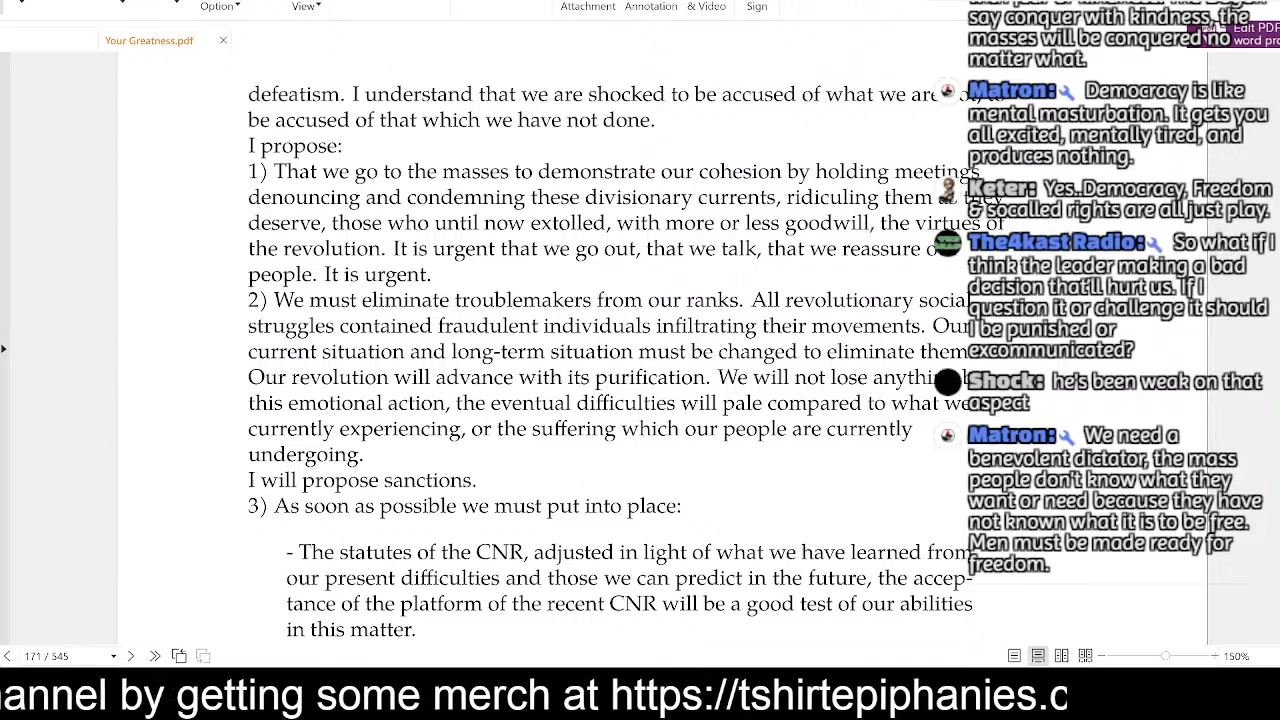 Option View Attachment Annotation & Video Sign
Edit PDF
Your Greatness.pdf
defeatism. I understand that we are shocked to be accused of what we are
be accused of that which we have not done.
I propose:
1) That we go to the masses to demonstrate our cohesion by holding meetings
denouncing and condemning these divisionary currents, ridiculing them as they
deserve, those who until now extolled, with more or less goodwill, the virtues of
the revolution. It is urgent that we go out, that we talk, that we reassure
people. It is urgent.
2) We must eliminate troublemakers from our ranks. All revolutionary social
struggles contained fraudulent individuals infiltrating their movements. Our
current situation and long-term situation must be changed to eliminate them
Our revolution will advance with its purification. We will not lose
this emotional action, the eventual difficulties will pale compared to what we
currently experiencing, or the suffering which our people are currently
undergoing.
I will propose sanctions.
3) As soon as possible we must put into place:
- The statutes of the CNR, adjusted in light of what we have learned from
our present difficulties and those we can predict in the future, the accep-
tance of the platform of the recent CNR will be a good test of our abilities
in this matter.
say conquer with kindness, the
masses will be conquered no
matter what.
Matron: Democracy is like
mental masturbation. It gets you
all excited, mentally tired, and
produces nothing.
Keter: Yes..Democracy, Freedom
& socalled rights are all just play.
The4kast Radio: So what if I
think the leader making a bad
decision that'll hurt us. If I
question it or challenge it should
I be punished or
excommunicated?
Shock: he's been weak on that
aspect
Matron: We need a
benevolent dictator, the mass
people don't know what they
want or need because they have
not known what it is to be free.
Men must be made ready for
freedom.
171 / 545
150%
hannel by getting some merch at https://tshirtepiphanies.c